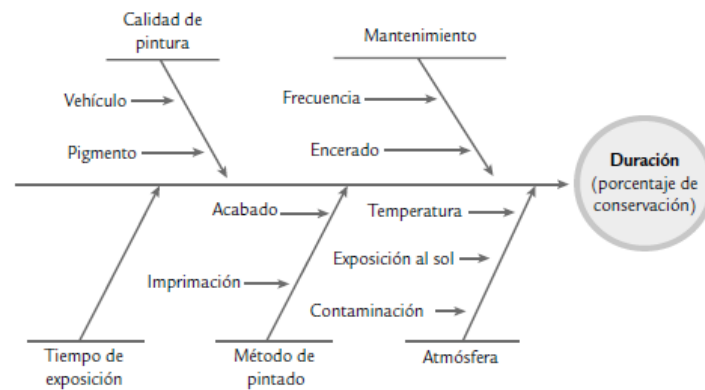 Calidad de
pintura
Mantenimiento
Vehículo
Frecuencia
Pigmento
Encerado
Duración
(porcentaje de
conservación)
Acabado
Temperatura
Exposición al sol
Imprimación
Contaminación
Tiempo de
exposición
Método de
pintado
Atmósfera